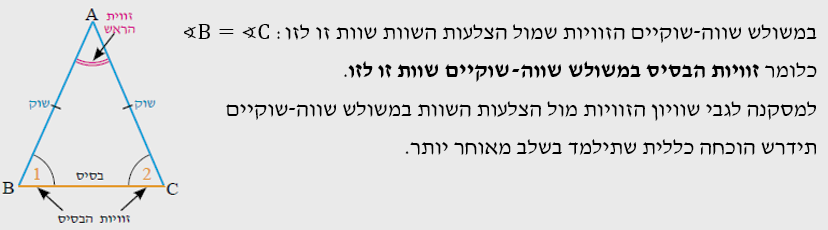 במשולש שווה-שוקיים הזוויות שמול הצלעות השוות שוות זו לזו: ∢B = ∢C
כלומר זוויות הבסיס במשולש שווה-שוקיים שוות זו לזו.
למסקנה לגבי שוויון הזוויות מול הצלעות השוות במשולש שווה-שוקיים
תידרש הוכחה כללית שתילמד בשלב מאוחר יותר.
A
זווית
הראש
שוק
שוק
1
בסיס
2
B
C
זוויות הבסיס